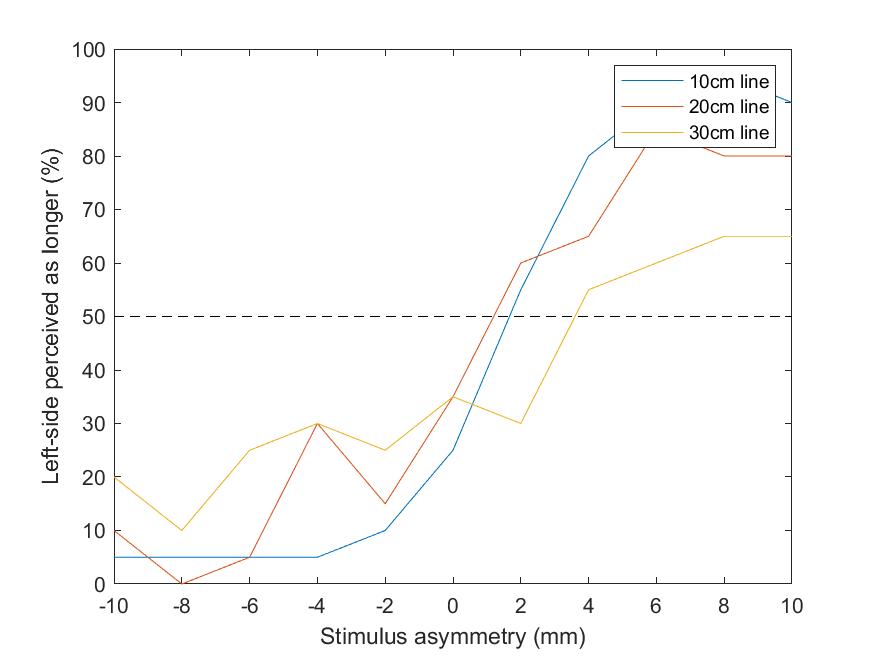 100
90
80
70
60
50
40
30
20
10
0
Left-side perceived as longer (%)
10cm line
20cm line
30cm line
-10 -8 -6 -4 -2 0 2 4 6 8 10
Stimulus asymmetry (mm)